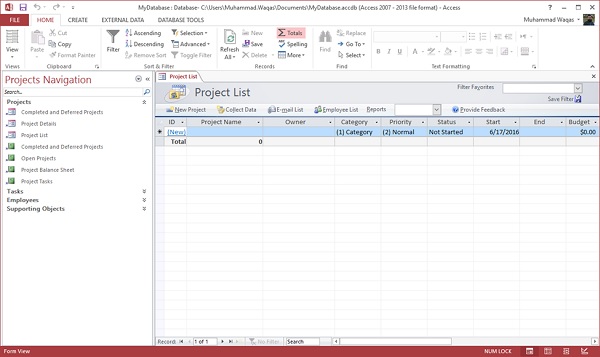 MyDatabase : Database- C:\Users\Muhammad.Waqas\Documents\MyDatabase.accdb (Access 2007 - 2013 file format) - Access
FILE HOME CREATE EXTERNAL DATA DATABASE TOOLS Muhammad Waqas
View
Views
Paste
Cut
Copy
Format Painter
Clipboard
Filter
Ascending
Descending
Remove Sort
Selection
Advanced
Toggle Filter
Sort & Filter
Refresh All
New
Save
Delete
Totals
Spelling
More
Records
Find
Replace
Go To
Select
Find
B I U
Text Formatting
Projects Navigation
Search...
Projects
Completed and Deferred Projects
Project Details
Project List
Completed and Deferred Projects
Open Projects
Project Balance Sheet
Project Tasks
Tasks
Employees
Supporting Objects
Project List
Project List
Filter Favorites
Save Filter
New Project Collect Data E-mail List Employee List Reports Provide Feedback
ID Project Name Owner Category Priority Status Start End Budget
(New) (1) Category (2) Normal Not Started 6/17/2016 $0.00
Total 0
Record: 1 of 1 No Filter Search
Form View NUM LOCK